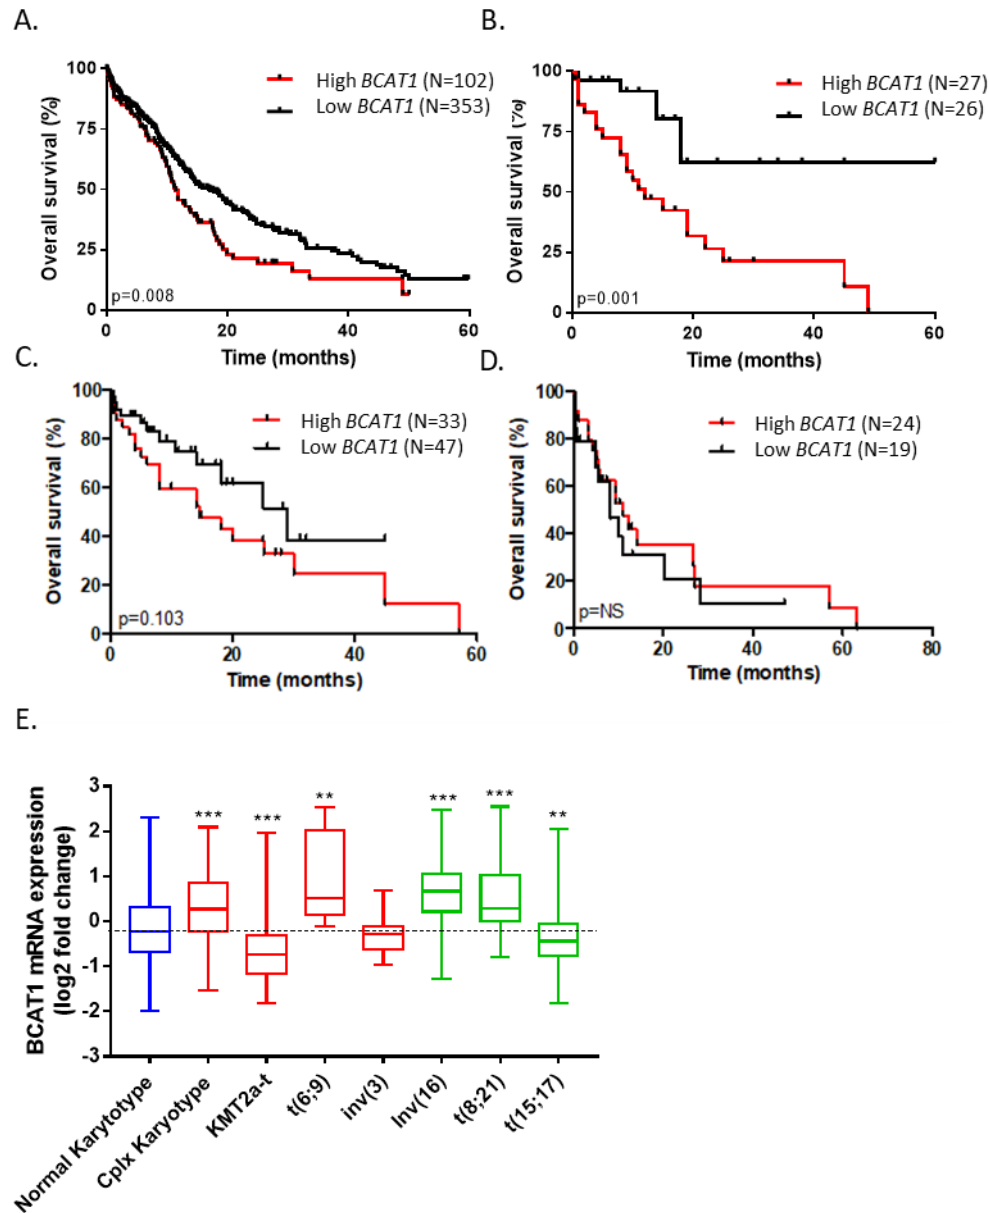 A.
100
75
50
25
0
Overall survival (%)
High BCAT1 (N=102)
Low BCAT1 (N=353)
p=0.008
0 20 40 60
Time (months)
B.
100
75
50
25
0
Overall survival (%)
High BCAT1 (N=27)
Low BCAT1 (N=26)
p=0.001
0 20 40 60
Time (months)
C.
100
80
60
40
20
0
Overall survival (%)
High BCAT1 (N=33)
Low BCAT1 (N=47)
p=0.103
0 20 40 60
Time (months)
D.
100
80
60
40
20
0
Overall survival (%)
High BCAT1 (N=24)
Low BCAT1 (N=19)
p=NS
0 20 40 60 80
Time (months)
E.
BCAT1 mRNA expression
(log2 fold change)
3
2
1
0
-1
-2
-3
*** *** ** *** *** **
Normal Karytotype
Cplx Karyotype
KMT2a-t
t(6;9)
inv(3)
Inv(16)
t(8;21)
t(15;17)